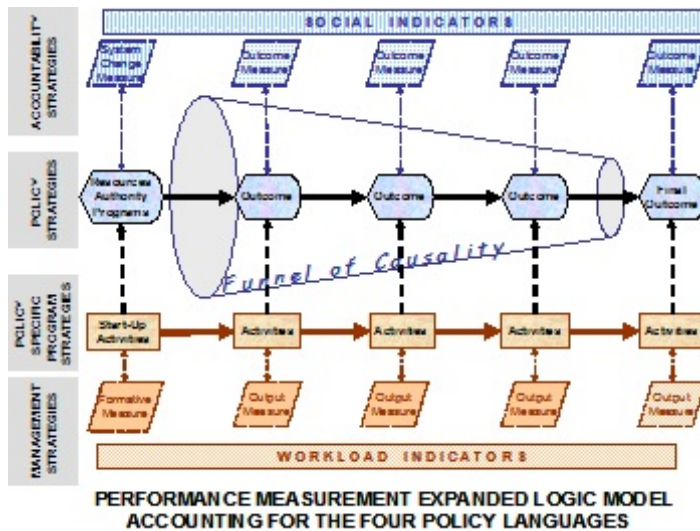 SOCIAL INDICATORS
ACCOUNTABILITY
STRATEGIES
System
Change
Measure
Outcome
Measure
Outcome
Measure
Outcome
Measure
Outcome
Measure
POLICY
STRATEGIES
Resources
Authority
Programs
Outcome
Outcome
Outcome
Final
Outcome
Funnel of Causality
POLICY
SPECIFIC
PROGRAM
STRATEGIES
Start-Up
Activities
Activities
Activities
Activities
Activities
MANAGEMENT
STRATEGIES
Formative
Measure
Output
Measure
Output
Measure
Output
Measure
Output
Measure
WORKLOAD INDICATORS
PERFORMANCE MEASUREMENT EXPANDED LOGIC MODEL
ACCOUNTING FOR THE FOUR POLICY LANGUAGES